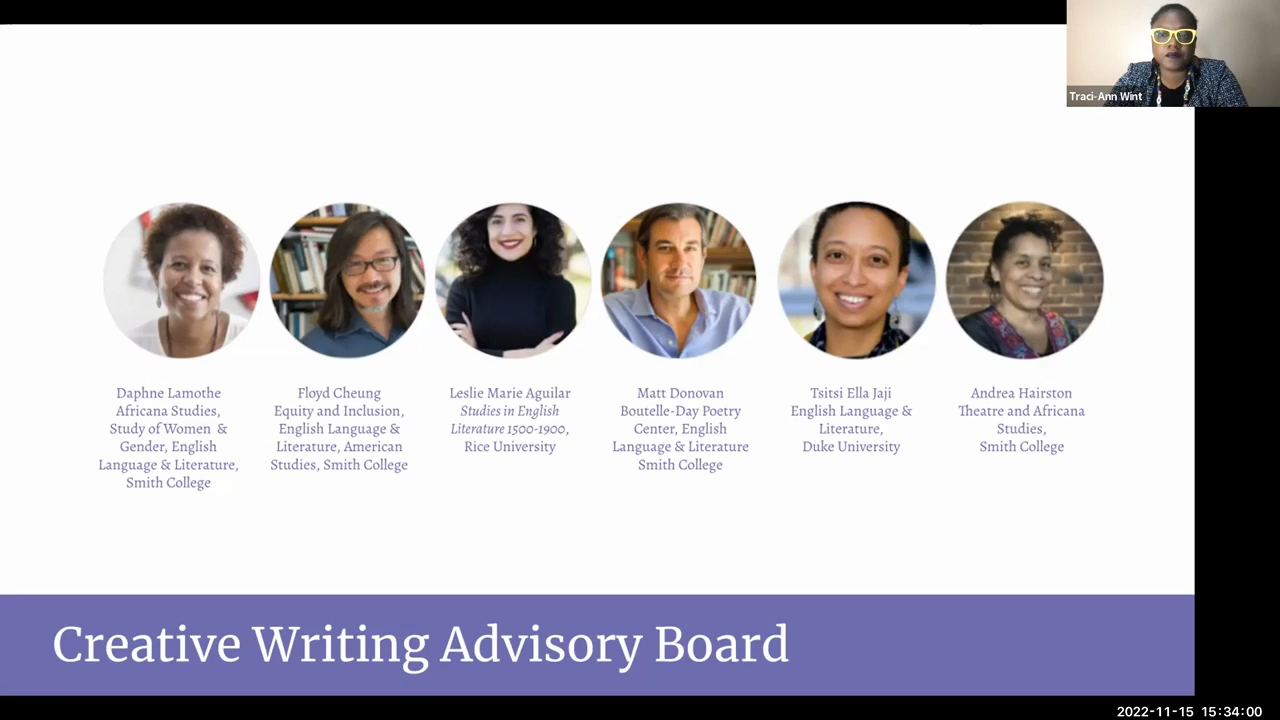 Traci-Ann Wint
Daphne Lamothe
Africana Studies,
Study of Women &
Gender, English
Language & Literature,
Smith College
Floyd Cheung
Equity and Inclusion,
English Language &
Literature, American
Studies, Smith College
Leslie Marie Aguilar
Studies in English
Literature 1500-1900,
Rice University
Matt Donovan
Boutelle-Day Poetry
Center, English
Language & Literature
Smith College
Tsitsi Ella Jaji
English Language &
Literature,
Duke University
Andrea Hairston
Theatre and Africana
Studies,
Smith College
Creative Writing Advisory Board
2022-11-15 15:34:00